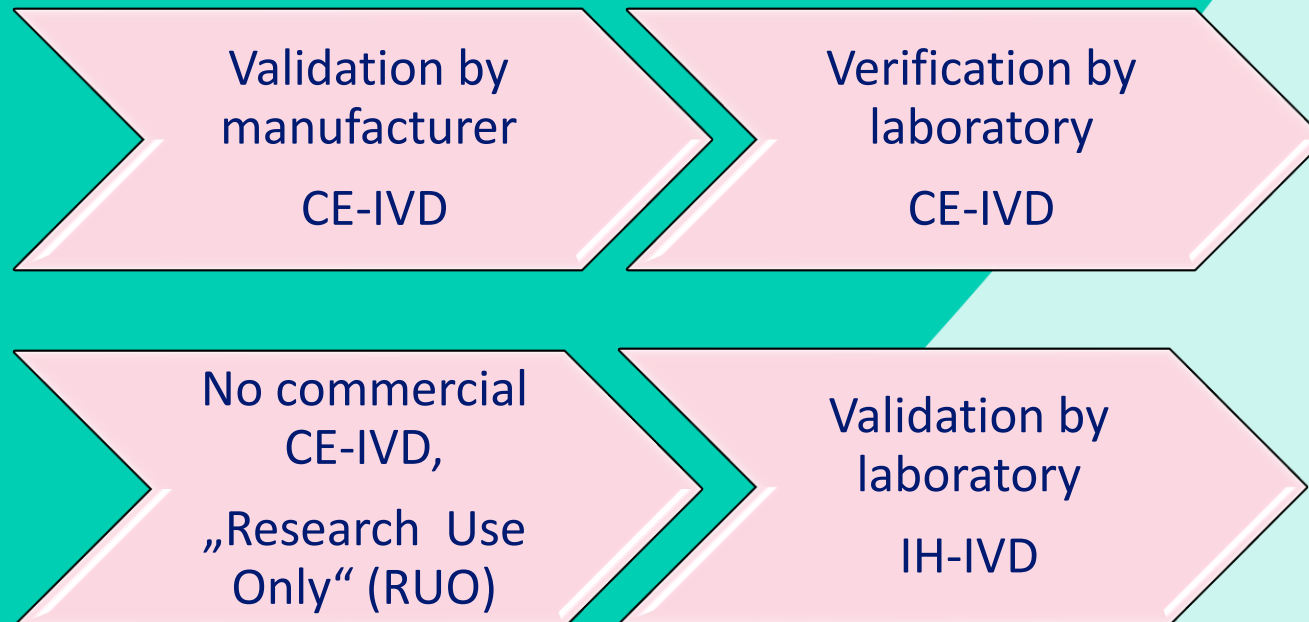 Validation by
manufacturer
CE-IVD
Verification by
laboratory
CE-IVD
No commercial
CE-IVD,
„Research Use
Only“ (RUO)
Validation by
laboratory
IH-IVD